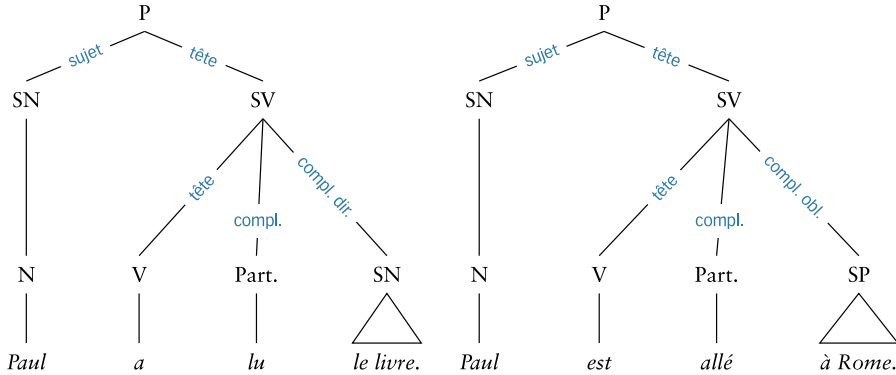 P P
sujet tête sujet tête
SN SV SN SV
tête compl. compl. dir. tête compl. compl. obl.
N V Part. SN N V Part. SP
Paul a lu le livre. Paul est allé à Rome.